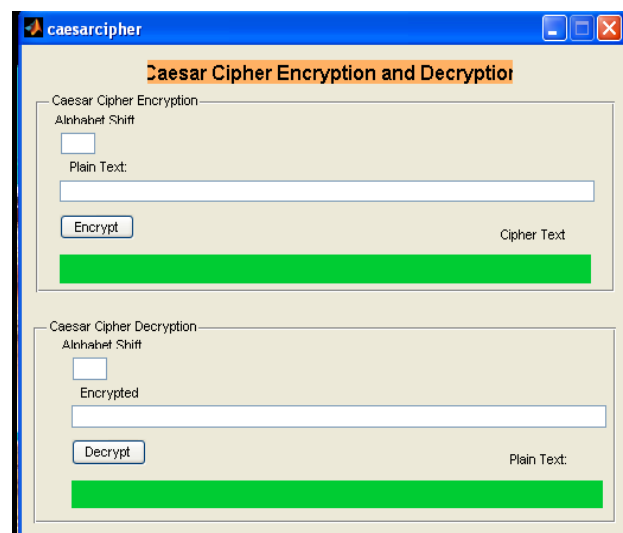 caesarcipher
Caesar Cipher Encryption and Decryption
Caesar Cipher Encryption
Alphabet Shift
Plain Text:
Encrypt
Cipher Text
Caesar Cipher Decryption
Alphabet Shift
Encrypted
Decrypt
Plain Text: